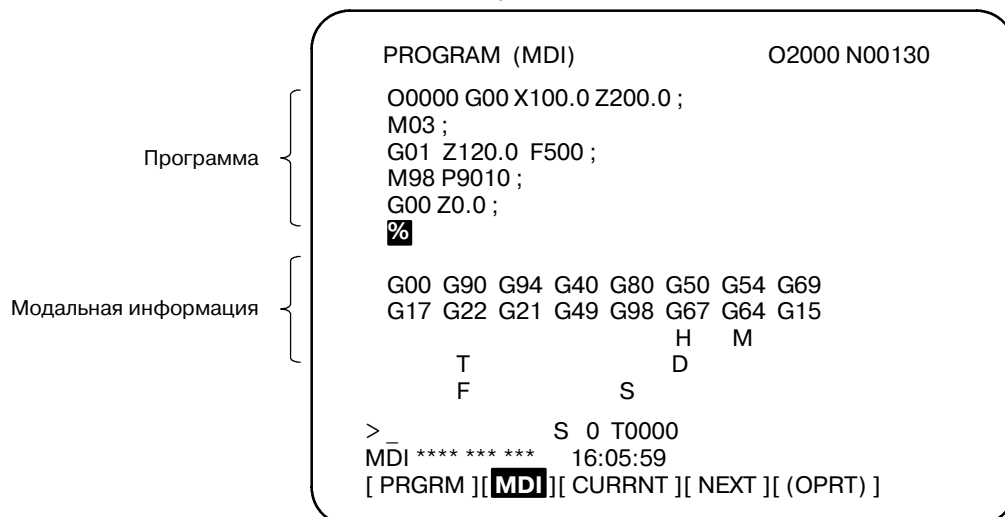 PROGRAM (MDI) O2000 N00130
O0000 G00 X100.0 Z200.0 ;
M03 ;
Программа
G01 Z120.0 F500 ;
M98 P9010 ;
G00 Z0.0 ;
%
G00 G90 G94 G40 G80 G50 G54 G69
Модальная информация
G17 G22 G21 G49 G98 G67 G64 G15
H M
T D
F S
> _ S 0 T0000
MDI **** *** *** 16:05:59
[ PRGRM ][ MDI ][ CURRNT ][ NEXT ][ (OPRT) ]